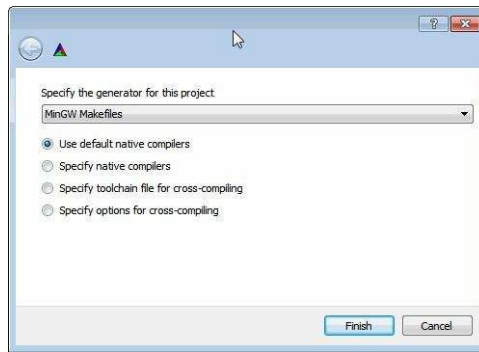 Specify the generator for this project
MinGW Makefiles
Use default native compilers
Specify native compilers
Specify toolchain file for cross-compiling
Specify options for cross-compiling
Finish
Cancel